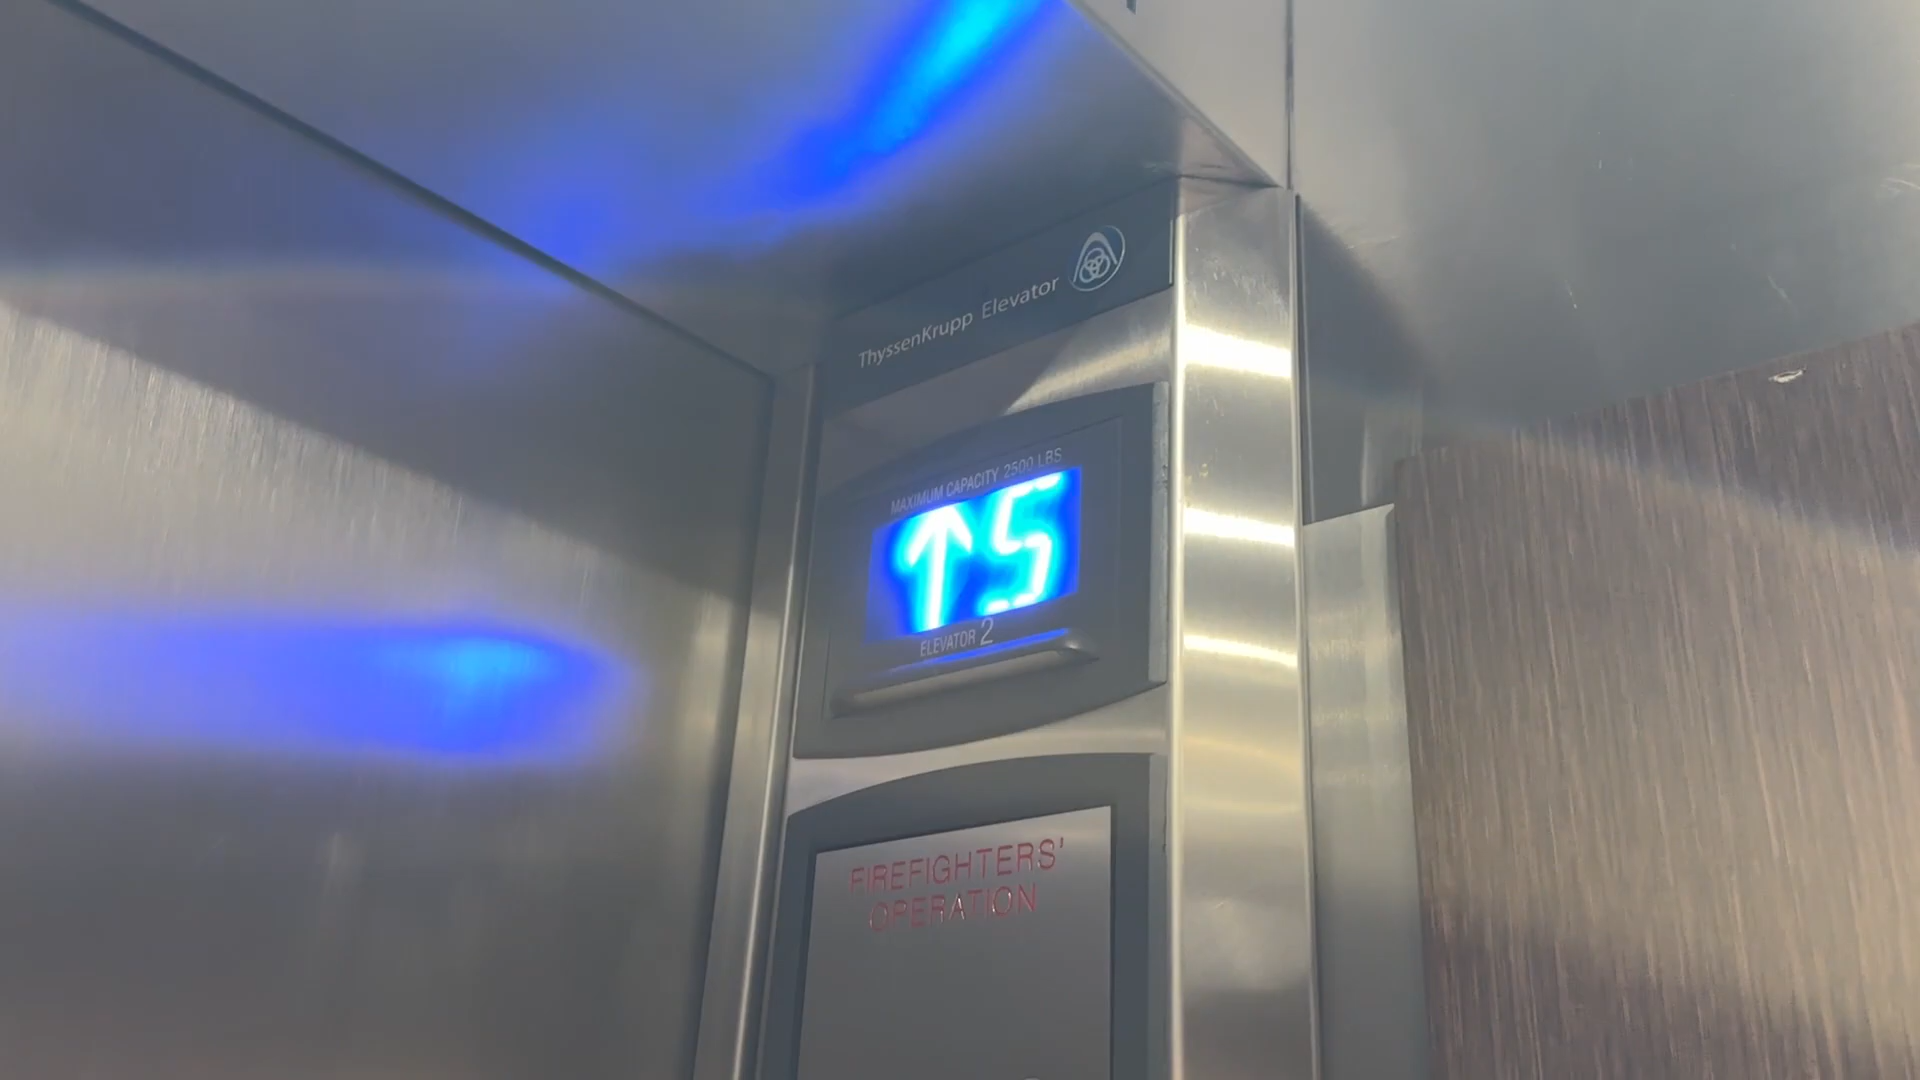 ThyssenKrupp Elevator
MAXIMUM CAPACITY 2500 LBS
↑5
ELEVATOR 2
FIREFIGHTERS'
OPERATION